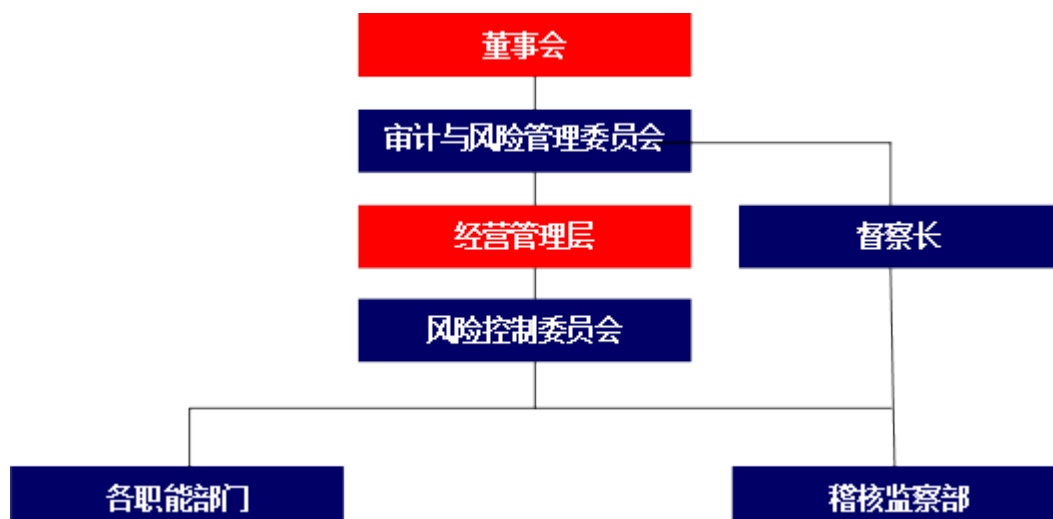 董事会
审计与风险管理委员会
经营管理层
督察长
风险控制委员会
各职能部门
稽核监察部